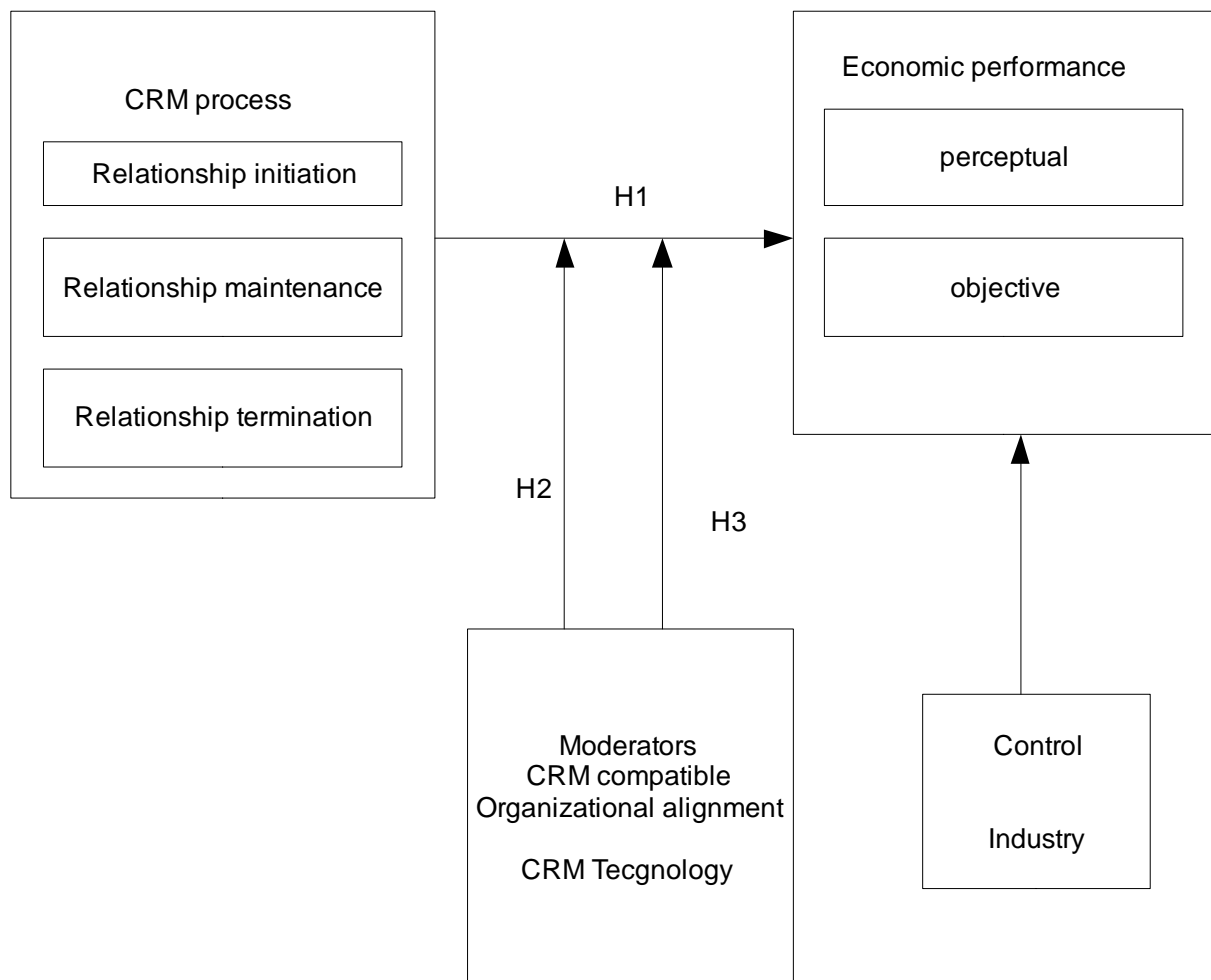 CRM process
Relationship initiation
Relationship maintenance
Relationship termination
H1
H2
H3
Economic performance
perceptual
objective
Moderators
CRM compatible
Organizational alignment
CRM Tecgnology
Control
Industry